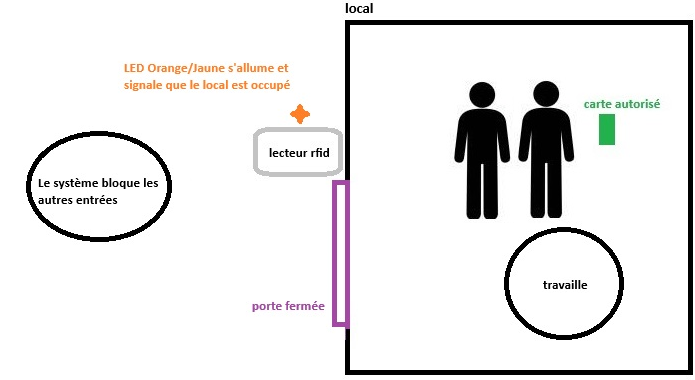 local
LED Orange/Jaune s'allume et
signale que le local est occupé
carte autorisé
lecteur rfid
Le système bloque les
autres entrées
travaille
porte fermée